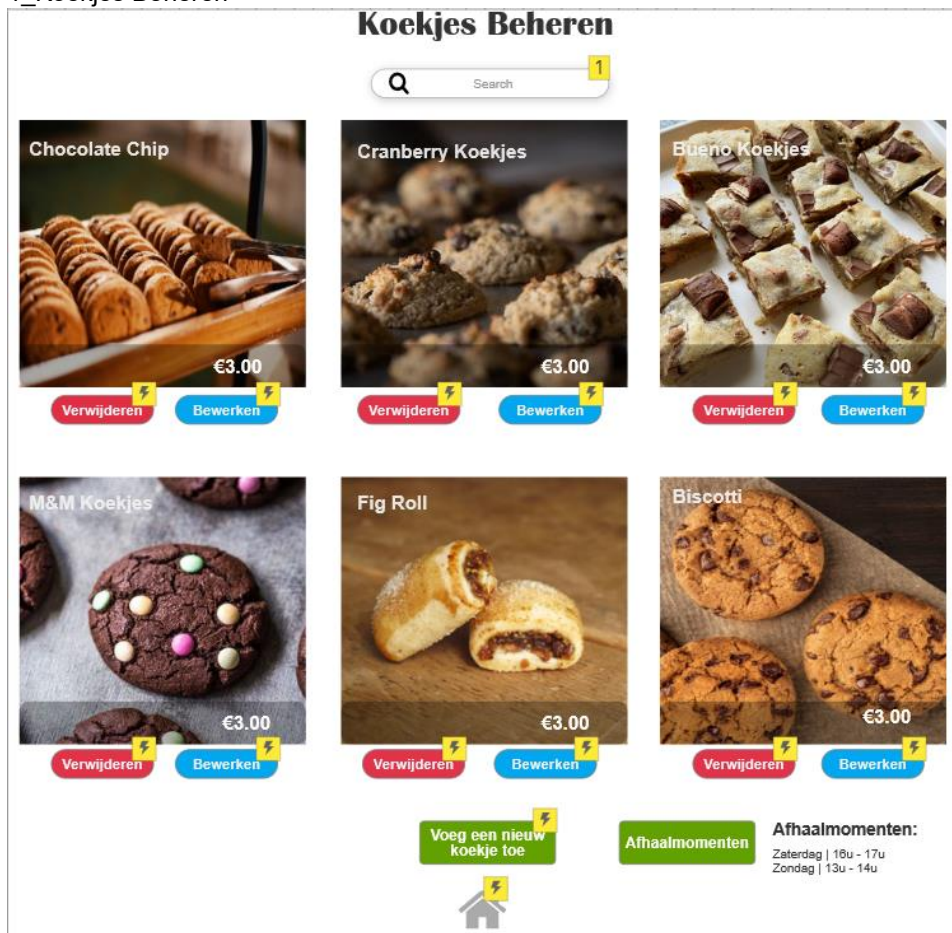 Koekjes Beheren
Search
1
Chocolate Chip
Cranberry Koekjes
Bueno Koekjes
€3.00
€3.00
€3.00
Verwijderen
Bewerken
Verwijderen
Bewerken
Verwijderen
Bewerken
M&M Koekjes
Fig Roll
Biscotti
€3.00
€3.00
€3.00
Verwijderen
Bewerken
Verwijderen
Bewerken
Verwijderen
Bewerken
Voeg een nieuw
koekje toe
Afhaalmomenten
Afhaalmomenten:
Zaterdag | 16u - 17u
Zondag | 13u - 14u